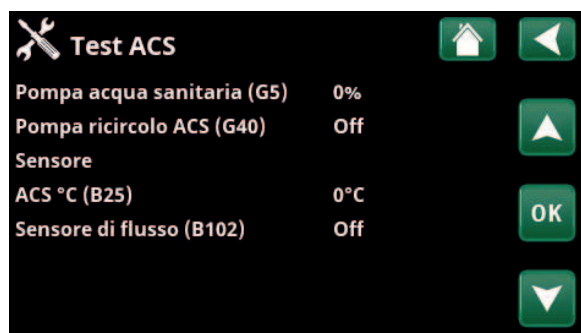 Test ACS
Pompa acqua sanitaria (G5) 0%
Pompa ricircolo ACS (G40) Off
Sensore
ACS °C (B25) 0°C
Sensore di flusso (B102) Off
OK